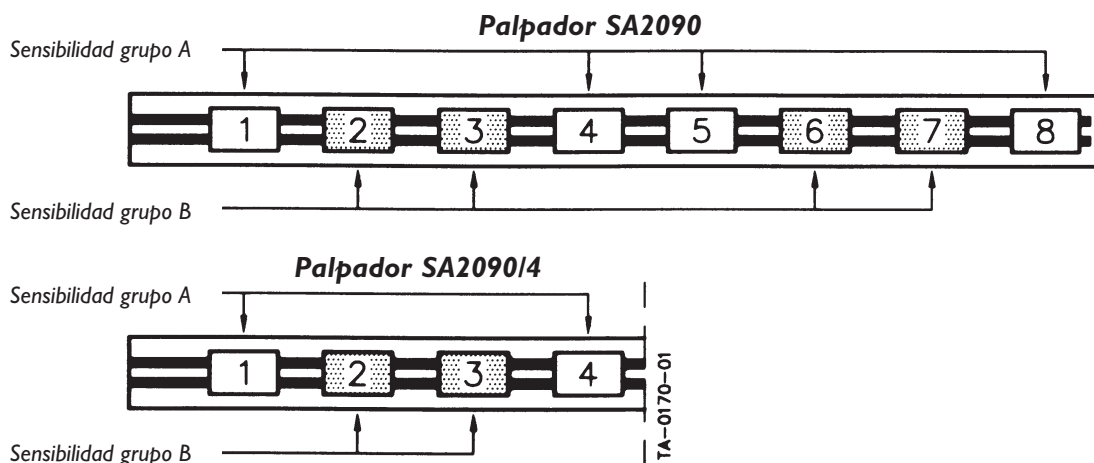 Palpador SA2090
Sensibilidad grupo A
1 2 3 4 5 6 7 8
Sensibilidad grupo B
Palpador SA2090/4
Sensibilidad grupo A
1 2 3 4
TA-0170-01
Sensibilidad grupo B